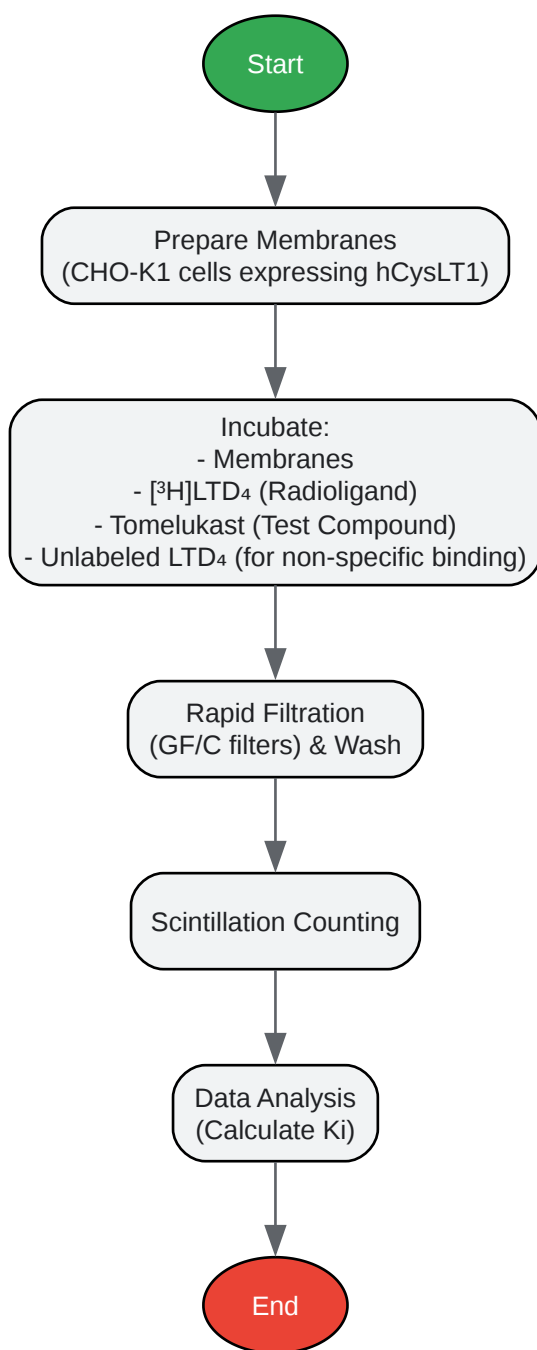 Start
Prepare Membranes
(CHO-K1 cells expressing hCysLT1)
Incubate:
- Membranes
- [³H]LTD₄ (Radioligand)
- Tomelukast (Test Compound)
- Unlabeled LTD₄ (for non-specific binding)
Rapid Filtration
(GF/C filters) & Wash
Scintillation Counting
Data Analysis
(Calculate Ki)
End